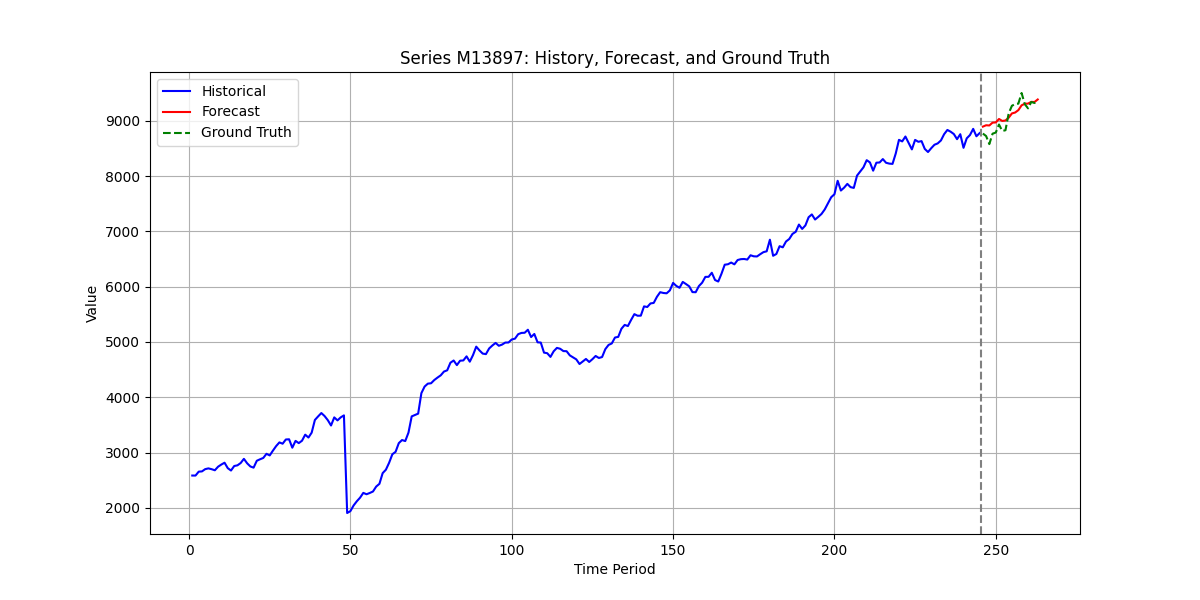 Series M13897: History, Forecast, and Ground Truth
Historical
Forecast
Ground Truth
Value
9000
8000
7000
6000
5000
4000
3000
2000
0
50
100
150
200
250
Time Period